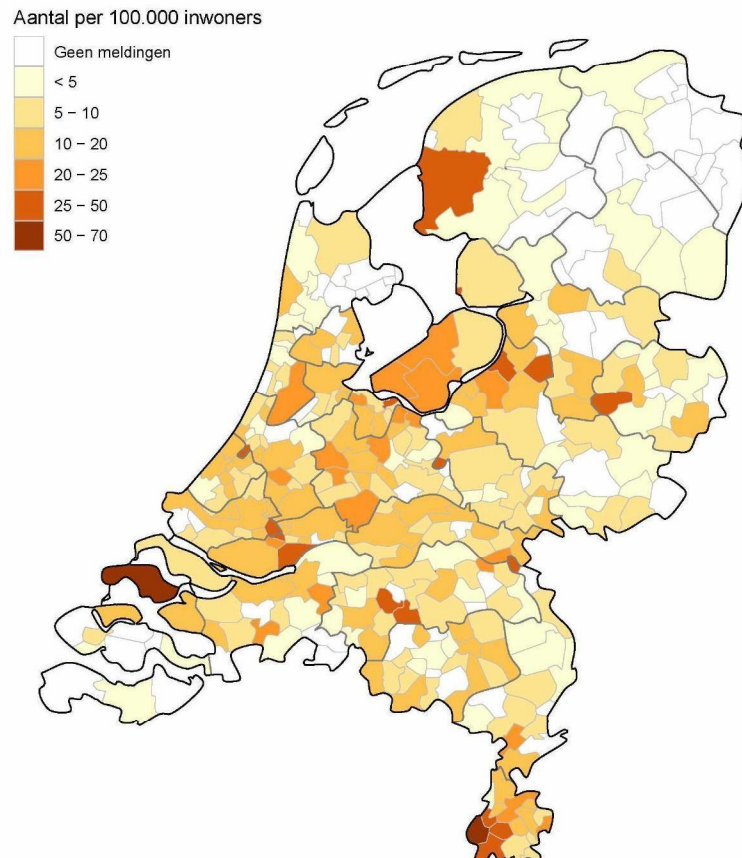 Aantal per 100.000 inwoners
Geen meldingen
< 5
5 – 10
10 – 20
20 – 25
25 – 50
50 – 70